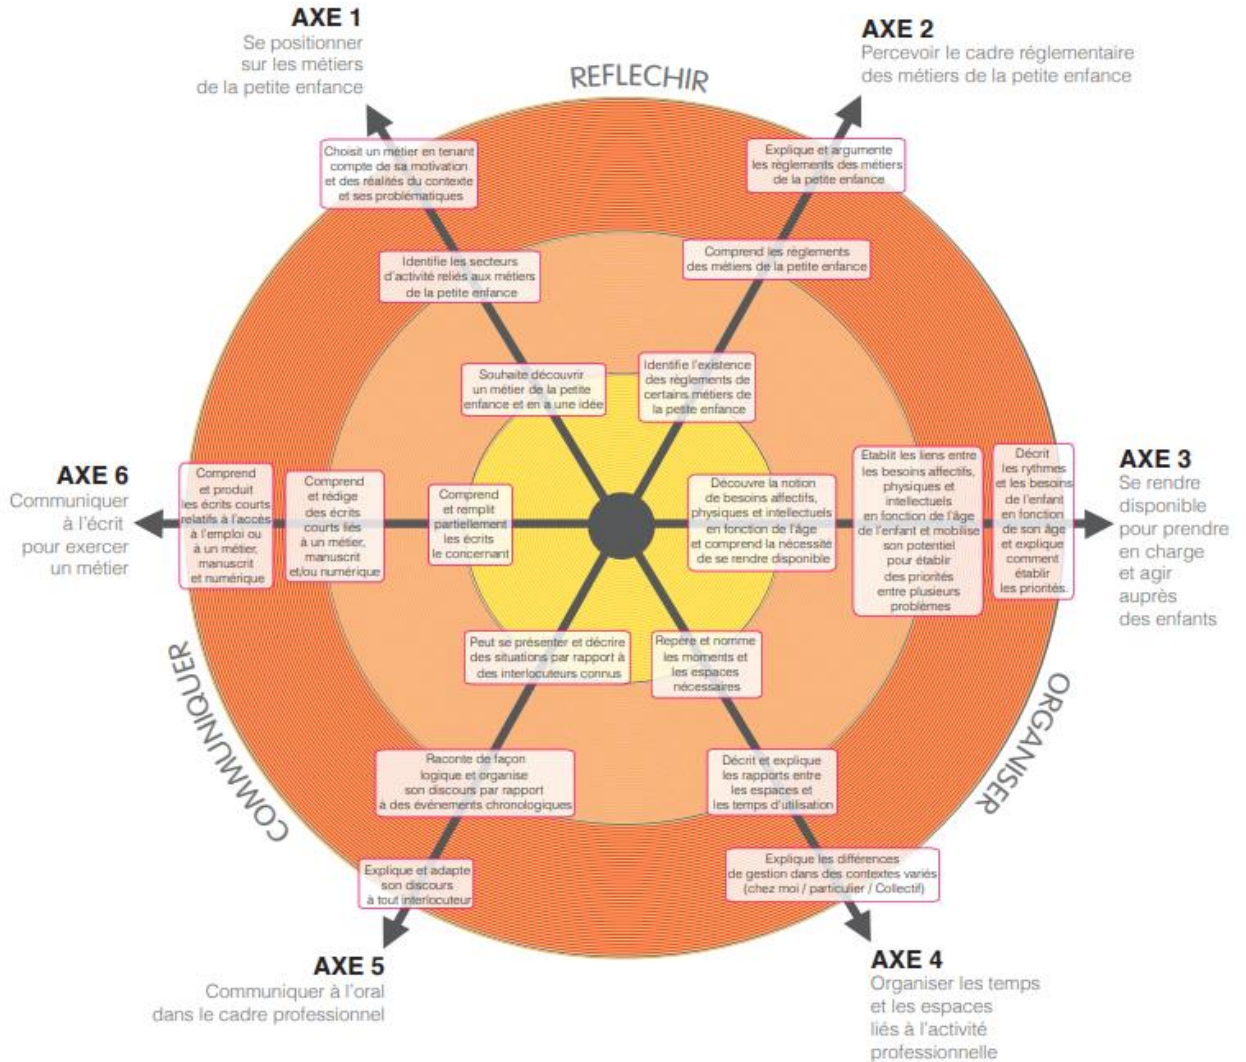 AXE 1
Se positionner
sur les métiers
de la petite enfance
AXE 2
Percevoir le cadre réglementaire
des métiers de la petite enfance
REFLECHIR
Choisit un métier en tenant
compte de sa motivation
et des réalités du contexte
et ses problématiques
Explique et argumente
les règlements des métiers
de la petite enfance
Identifie les secteurs
d'activité reliés aux métiers
de la petite enfance
Comprend les règlements
des métiers de la petite enfance
Souhaite découvrir
un métier de la petite
enfance et en a une idée
Identifie l'existence
des règlements de
certains métiers de
la petite enfance
AXE 6
Communiquer
à l'écrit
pour exercer
un métier
Comprend
et produit
les écrits courts
relatifs à l'accès
à l'emploi ou
à un métier,
manuscrit
et numérique
Comprend
et rédige
des écrits
courts liés
à un métier,
manuscrit
et/ou numérique
Comprend
et remplit
partiellement
les écrits
le concernant
Découvre la notion
de besoins affectifs,
physiques et intellectuels
en fonction de l'âge
et comprend la nécessité
de se rendre disponible
Etablit les liens entre
les besoins affectifs,
physiques et
intellectuels
en fonction de l'âge
de l'enfant et mobilise
son potentiel
pour établir
des priorités
entre plusieurs
problèmes
Décrit
les rythmes
et les besoins
de l'enfant
en fonction
de son âge
et explique
comment
établir
les priorités.
AXE 3
Se rendre
disponible
pour prendre
en charge
et agir
auprès
des enfants
Peut se présenter et décrire
des situations par rapport à
des interlocuteurs connus
Repère et nomme
les moments et
les espaces
nécessaires
COMMUNIQUER
ORGANISER
Raconte de façon
logique et organise
son discours par rapport
à des événements chronologiques
Décrit et explique
les rapports entre
les espaces et
les temps d'utilisation
Explique et adapte
son discours
à tout interlocuteur
Explique les différences
de gestion dans des contextes variés
(chez moi / particulier / Collectif)
AXE 5
Communiquer à l'oral
dans le cadre professionnel
AXE 4
Organiser les temps
et les espaces
liés à l'activité
professionnelle